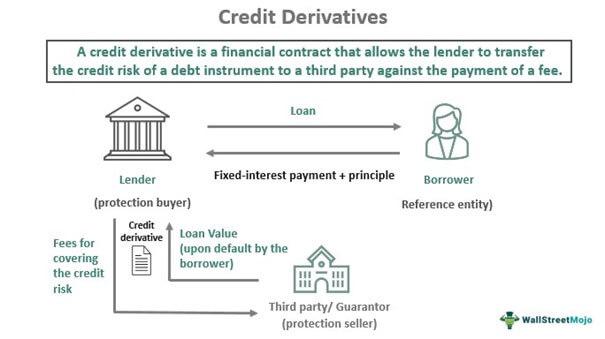 Credit Derivatives
A credit derivative is a financial contract that allows the lender to transfer
the credit risk of a debt instrument to a third party against the payment of a fee.
Loan
Fixed-interest payment + principle
Lender
(protection buyer)
Borrower
Reference entity)
Fees for
covering
the credit
risk
Credit
derivative
Loan Value
(upon default by the
borrower)
Third party/ Guarantor
(protection seller)
WallStreetMojo